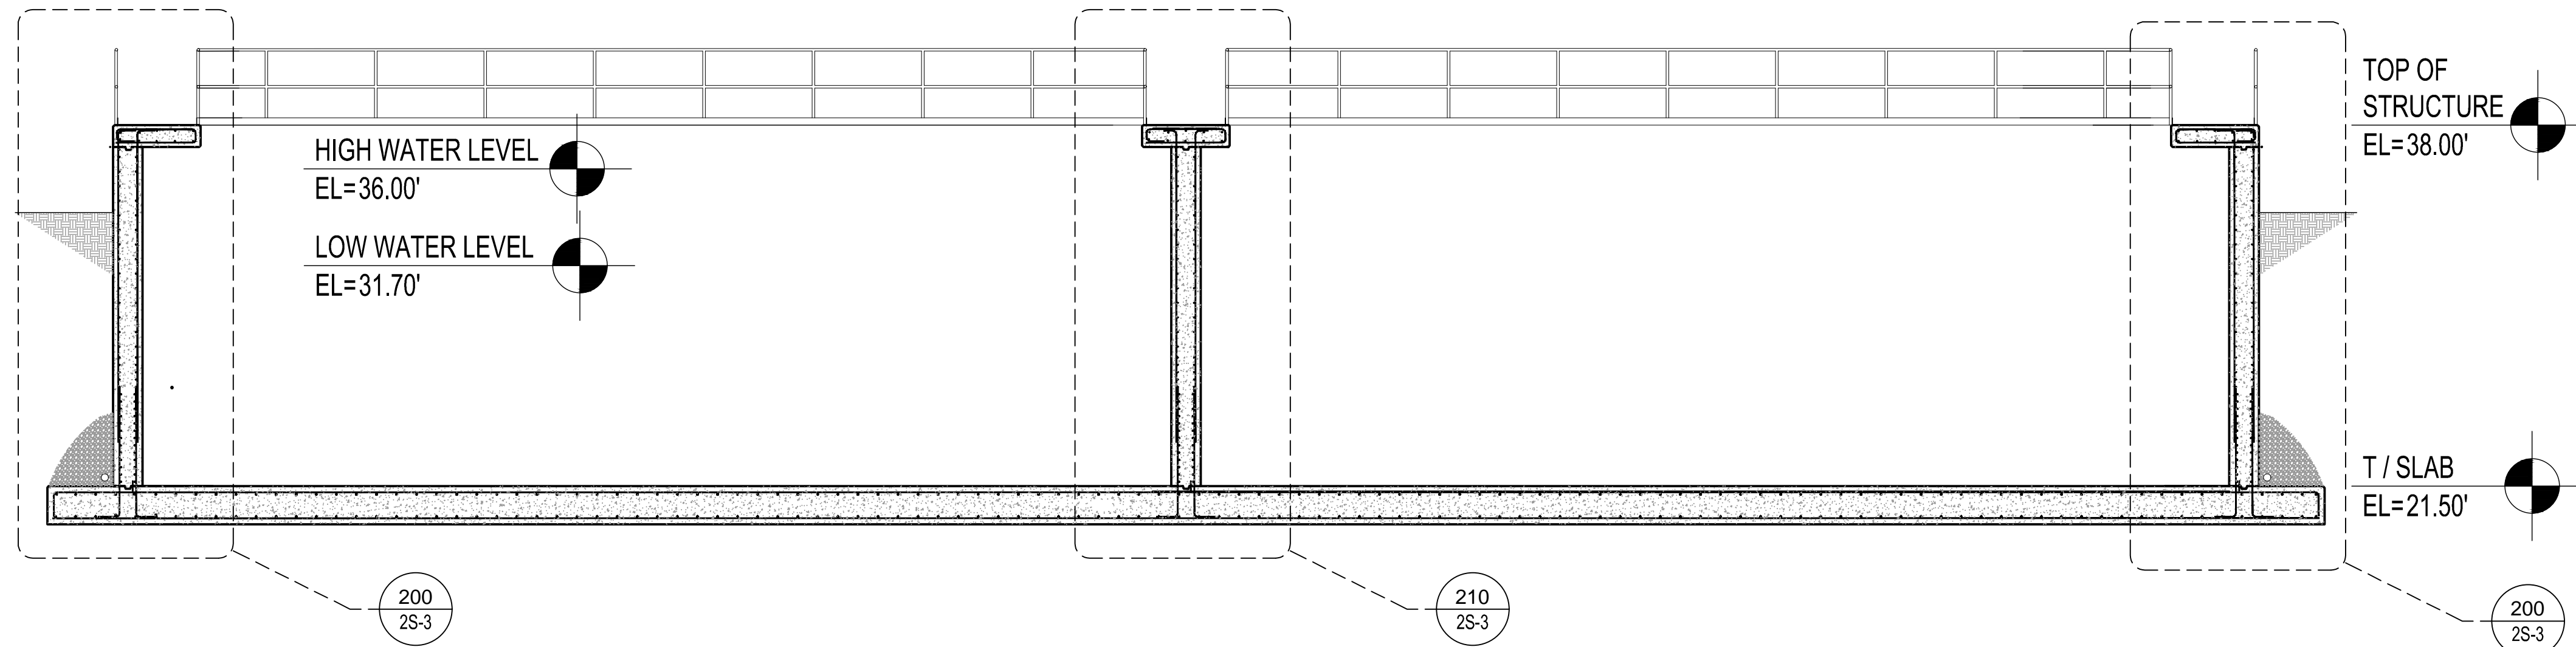 HIGH WATER LEVEL
EL=36.00'
LOW WATER LEVEL
EL=31.70'
TOP OF
STRUCTURE
EL=38.00'
T / SLAB
EL=21.50'
200
2S-3
210
2S-3
200
2S-3